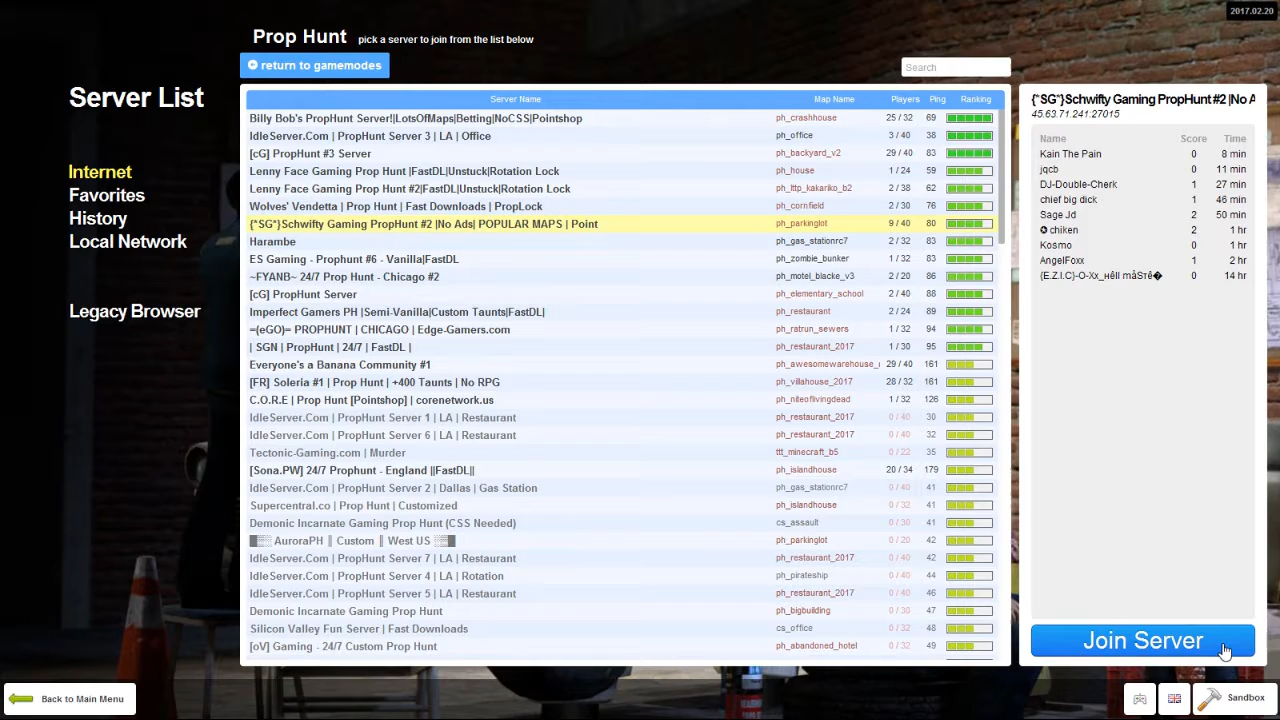 2017.02.20
Prop Hunt pick a server to join from the list below
return to gamemodes
Search
Server List
Internet
Favorites
History
Local Network
Legacy Browser
Server Name Map Name Players Ping Ranking
Billy Bob's PropHunt Server!|LotsOfMaps|Betting|NoCSS|Pointshop ph_crashhouse 25 / 32 69
IdleServer.Com | PropHunt Server 3 | LA | Office ph_office 3 / 40 38
[cG] PropHunt #3 Server ph_backyard_v2 29 / 40 83
Lenny Face Gaming Prop Hunt |FastDL|Unstuck|Rotation Lock ph_house 1 / 24 59
Lenny Face Gaming Prop Hunt #2|FastDL|Unstuck|Rotation Lock ph_lttp_kakariko_b2 2 / 38 62
Wolves' Vendetta | Prop Hunt | Fast Downloads | PropLock ph_cornfield 2 / 30 76
{*SG*}Schwifty Gaming PropHunt #2 |No Ads| POPULAR MAPS | Point ph_parkinglot 9 / 40 80
Harambe ph_gas_stationrc7 2 / 32 83
ES Gaming - Prophunt #6 - Vanilla|FastDL ph_zombie_bunker 1 / 32 83
~FYANB~ 24/7 Prop Hunt - Chicago #2 ph_motel_blacke_v3 2 / 20 86
[cG] PropHunt Server ph_elementary_school 2 / 40 88
Imperfect Gamers PH |Semi-Vanilla|Custom Taunts|FastDL| ph_restaurant 2 / 24 89
=(eGO)= PROPHUNT | CHICAGO | Edge-Gamers.com ph_ratrun_sewers 1 / 32 94
| SGN | PropHunt | 24/7 | FastDL | ph_restaurant_2017 1 / 30 95
Everyone's a Banana Community #1 ph_awesomewarehouse_ 29 / 40 161
[FR] Soleria #1 | Prop Hunt | +400 Taunts | No RPG ph_villahouse_2017 28 / 32 161
C.O.R.E | Prop Hunt [Pointshop] | corenetwork.us ph_niteoflivingdead 1 / 32 126
IdleServer.Com | PropHunt Server 1 | LA | Restaurant ph_restaurant_2017 0 / 40 30
IdleServer.Com | PropHunt Server 6 | LA | Restaurant ph_restaurant_2017 0 / 40 32
Tectonic-Gaming.com | Murder ttt_minecraft_b5 0 / 22 35
[Sona.PW] 24/7 Prophunt - England ||FastDL|| ph_islandhouse 20 / 34 179
IdleServer.Com | PropHunt Server 2 | Dallas | Gas Station ph_gas_stationrc7 0 / 40 41
Supercentral.co | Prop Hunt | Customized ph_islandhouse 0 / 32 41
Demonic Incarnate Gaming Prop Hunt (CSS Needed) cs_assault 0 / 30 41
AuroraPH ║ Custom ║ West US ph_parkinglot 0 / 20 42
IdleServer.Com | PropHunt Server 7 | LA | Restaurant ph_restaurant_2017 0 / 40 42
IdleServer.Com | PropHunt Server 4 | LA | Rotation ph_pirateship 0 / 40 44
IdleServer.Com | PropHunt Server 5 | LA | Restaurant ph_restaurant_2017 0 / 40 46
Demonic Incarnate Gaming Prop Hunt ph_bigbuilding 0 / 30 47
Silicon Valley Fun Server | Fast Downloads cs_office 0 / 32 48
[oV] Gaming - 24/7 Custom Prop Hunt ph_abandoned_hotel 0 / 32 49
{*SG*}Schwifty Gaming PropHunt #2 |No A
45.63.71.241:27015
Name Score Time
Kain The Pain 0 8 min
jqcb 0 11 min
DJ-Double-Cherk 1 27 min
chief big dick 1 46 min
Sage Jd 2 50 min
✪ chiken 2 1 hr
Kosmo 0 1 hr
AngelFoxx 1 2 hr
0 14 hr
Join Server
Back to Main Menu
Sandbox